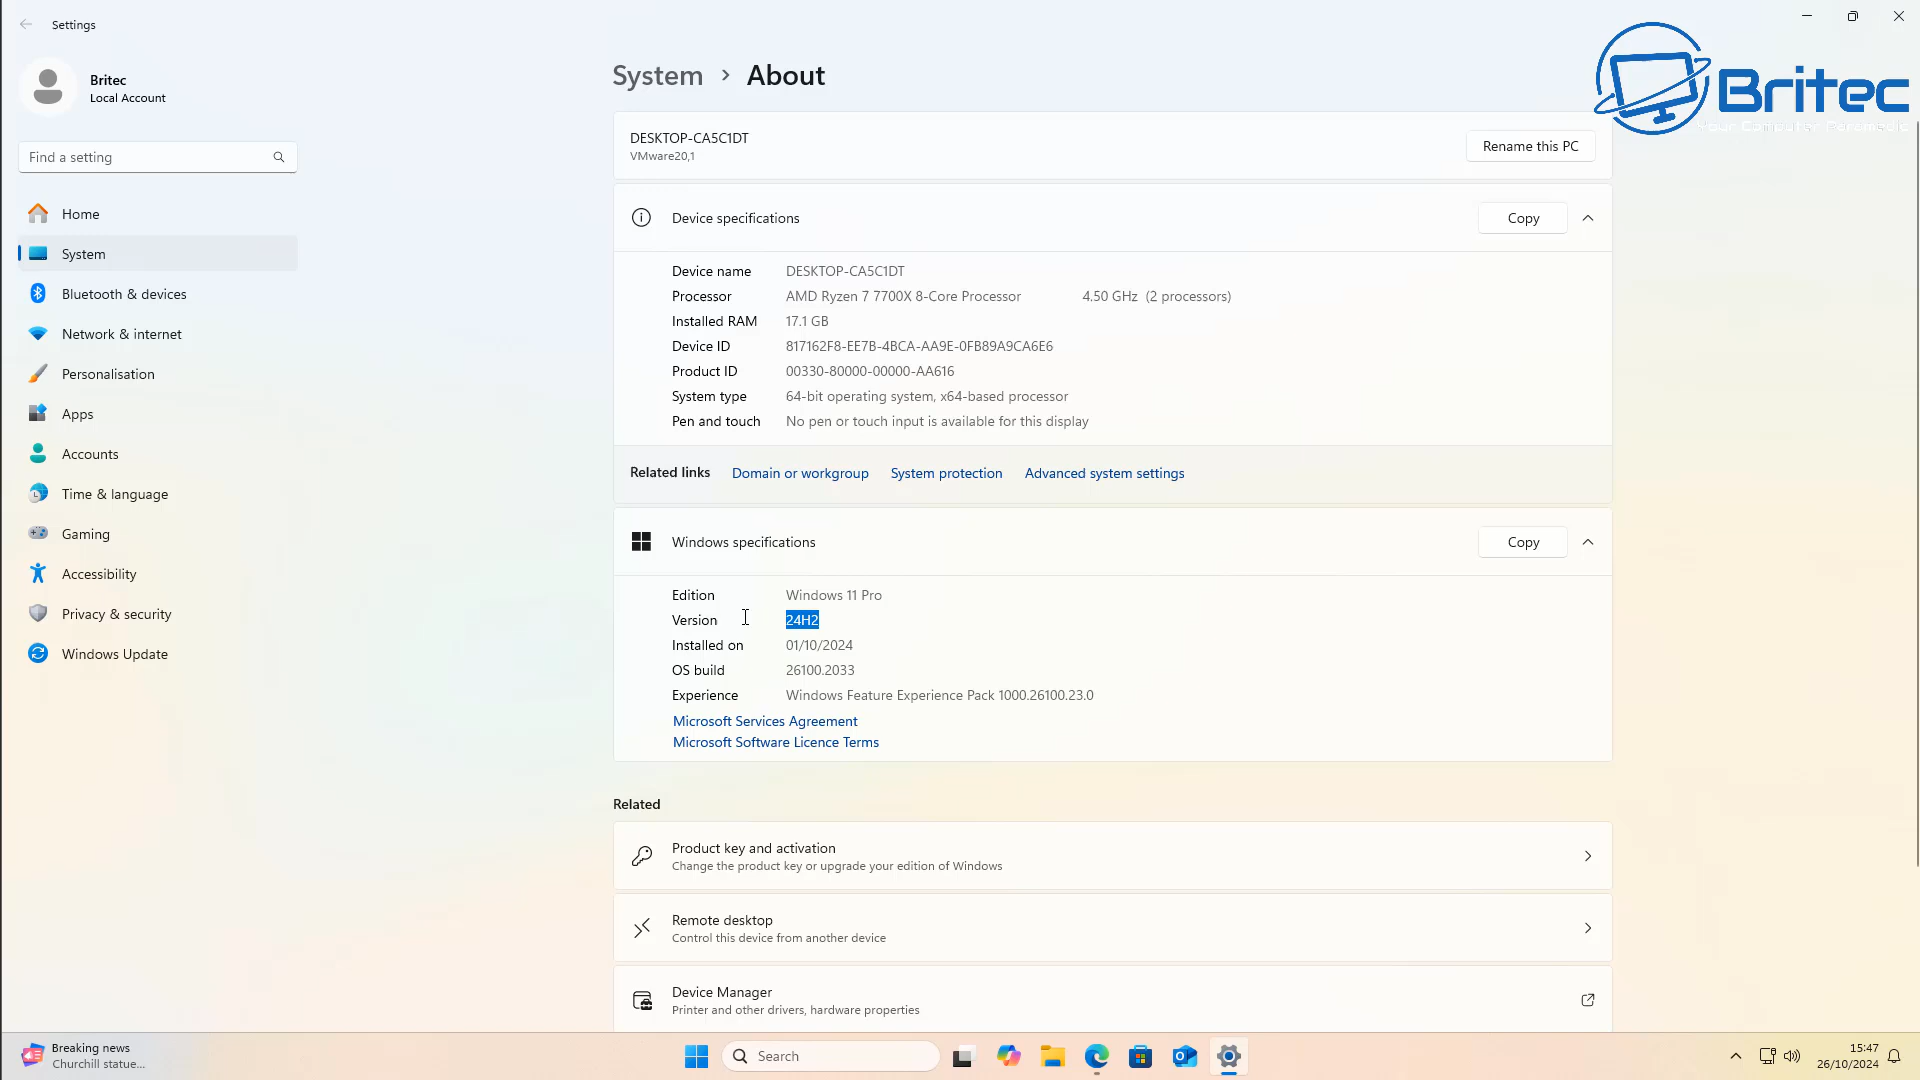 Settings
Britec
Local Account
Find a setting
Home
System
Bluetooth & devices
Network & internet
Personalisation
Apps
Accounts
Time & language
Gaming
Accessibility
Privacy & security
Windows Update
System > About
Britec
Your Computer Paramedic
DESKTOP-CA5C1DT
VMware20,1
Rename this PC
Device specifications
Copy
Device name DESKTOP-CA5C1DT
Processor AMD Ryzen 7 7700X 8-Core Processor 4.50 GHz (2 processors)
Installed RAM 17.1 GB
Device ID 817162F8-EE7B-4BCA-AA9E-0FB89A9CA6E6
Product ID 00330-80000-00000-AA616
System type 64-bit operating system, x64-based processor
Pen and touch No pen or touch input is available for this display
Related links Domain or workgroup System protection Advanced system settings
Windows specifications
Copy
Edition Windows 11 Pro
Version 24H2
Installed on 01/10/2024
OS build 26100.2033
Experience Windows Feature Experience Pack 1000.26100.23.0
Microsoft Services Agreement
Microsoft Software Licence Terms
Related
Product key and activation
Change the product key or upgrade your edition of Windows
Remote desktop
Control this device from another device
Device Manager
Printer and other drivers, hardware properties
Breaking news
Churchill statue...
Search
15:47
26/10/2024